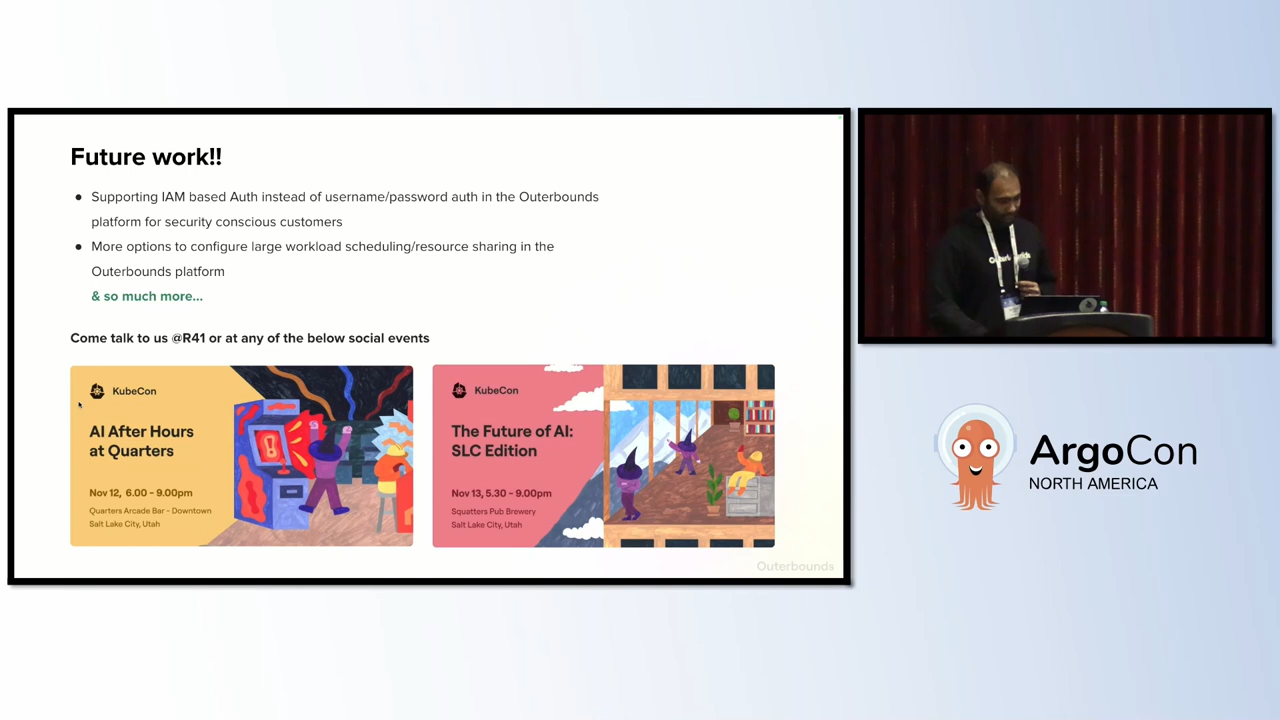 Future work!!
● Supporting IAM based Auth instead of username/password auth in the Outerbounds
platform for security conscious customers
● More options to configure large workload scheduling/resource sharing in the
Outerbounds platform
& so much more...
Come talk to us @R41 or at any of the below social events
KubeCon
AI After Hours
at Quarters
Nov 12, 6.00 - 9.00pm
Quarters Arcade Bar - Downtown
Salt Lake City, Utah
KubeCon
The Future of AI:
SLC Edition
Nov 13, 5.30 - 9.00pm
Squatters Pub Brewery
Salt Lake City, Utah
Outerbounds
ArgoCon
NORTH AMERICA